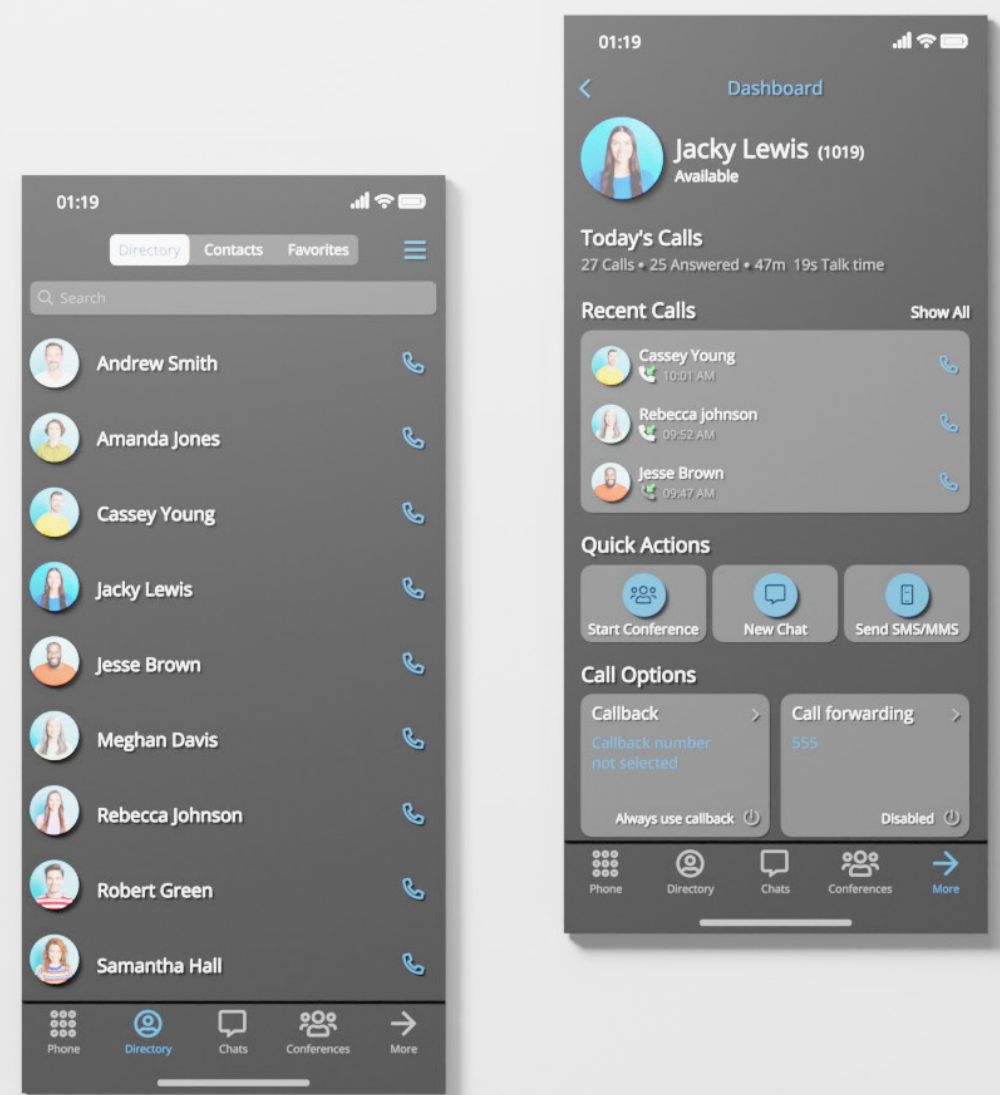 01:19
Directory Contacts Favorites
Search
Andrew Smith
Amanda Jones
Cassey Young
Jacky Lewis
Jesse Brown
Meghan Davis
Rebecca Johnson
Robert Green
Samantha Hall
Phone Directory Chats Conferences More
01:19
Dashboard
Jacky Lewis (1019)
Available
Today's Calls
27 Calls • 25 Answered • 47m 19s Talk time
Recent Calls Show All
Cassey Young
10:01 AM
Rebecca johnson
09:52 AM
Jesse Brown
09:47 AM
Quick Actions
Start Conference New Chat Send SMS/MMS
Call Options
Callback Call forwarding
Callback number 555
not selected
Always use callback Disabled
Phone Directory Chats Conferences More